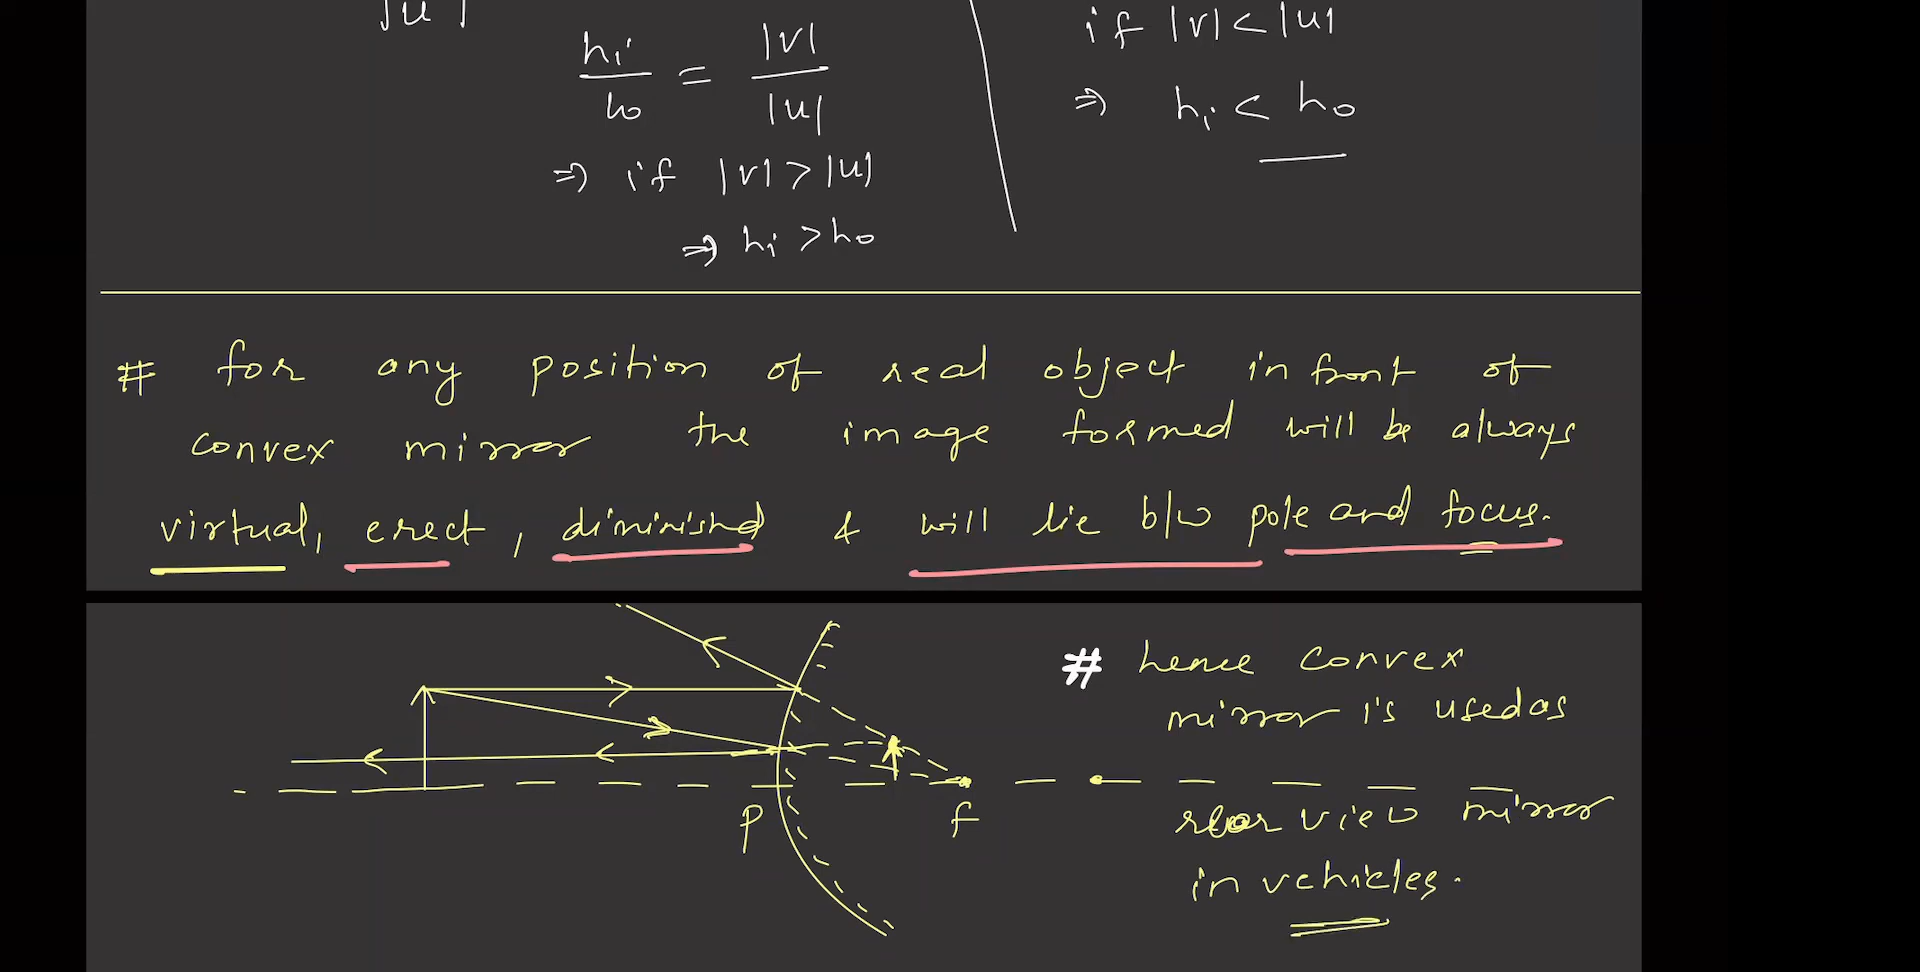 |u|
hi/ho = |v|/|u|
⇒ if |v| > |u|
⇒ hi > ho
if |v| < |u|
⇒ hi < ho
# for any position of real object in front of
convex mirror the image formed will be always
virtual, erect, diminished & will lie b/w pole and focus.
P
f
# hence convex
mirror is used as
rear view mirror
in vehicles.